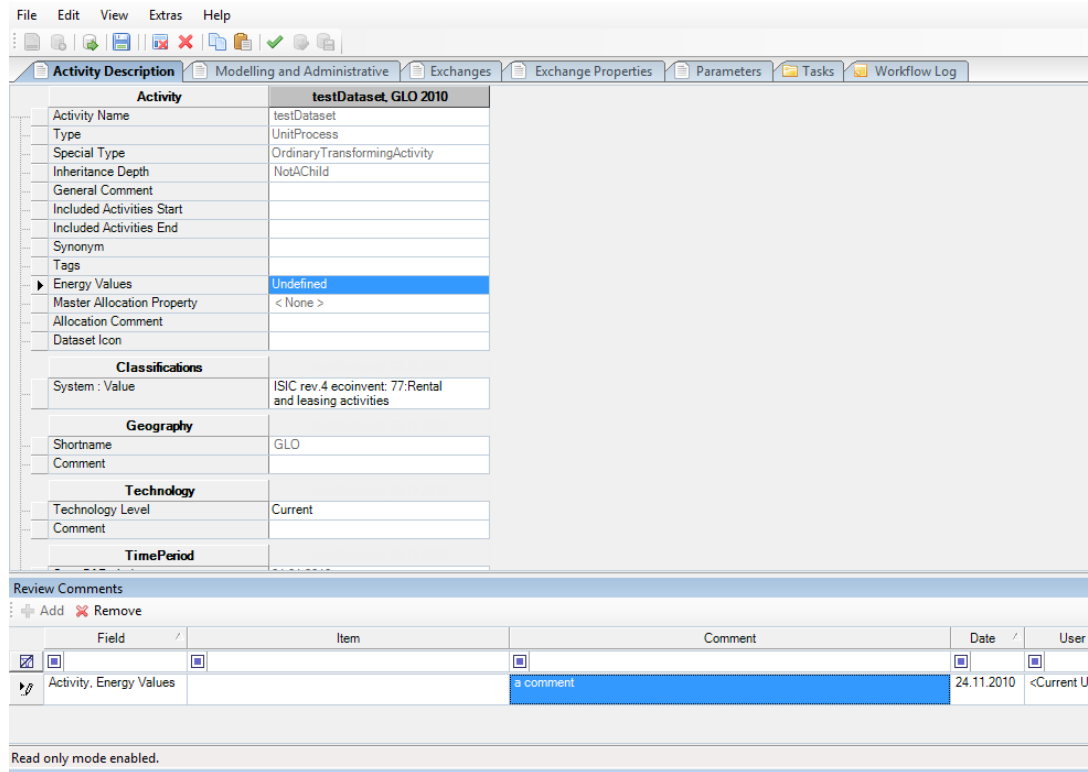 File Edit View Extras Help
Activity Description Modelling and Administrative Exchanges Exchange Properties Parameters Tasks Workflow Log
Activity testDataset, GLO 2010
Activity Name testDataset
Type UnitProcess
Special Type OrdinaryTransformingActivity
Inheritance Depth NotAChild
General Comment
Included Activities Start
Included Activities End
Synonym
Tags
Energy Values Undefined
Master Allocation Property < None >
Allocation Comment
Dataset Icon
Classifications
System : Value ISIC rev.4 ecoinvent: 77:Rental
and leasing activities
Geography
Shortname GLO
Comment
Technology
Technology Level Current
Comment
TimePeriod
Review Comments
Add Remove
Field Item Comment Date User
Activity, Energy Values a comment 24.11.2010 <Current U
Read only mode enabled.